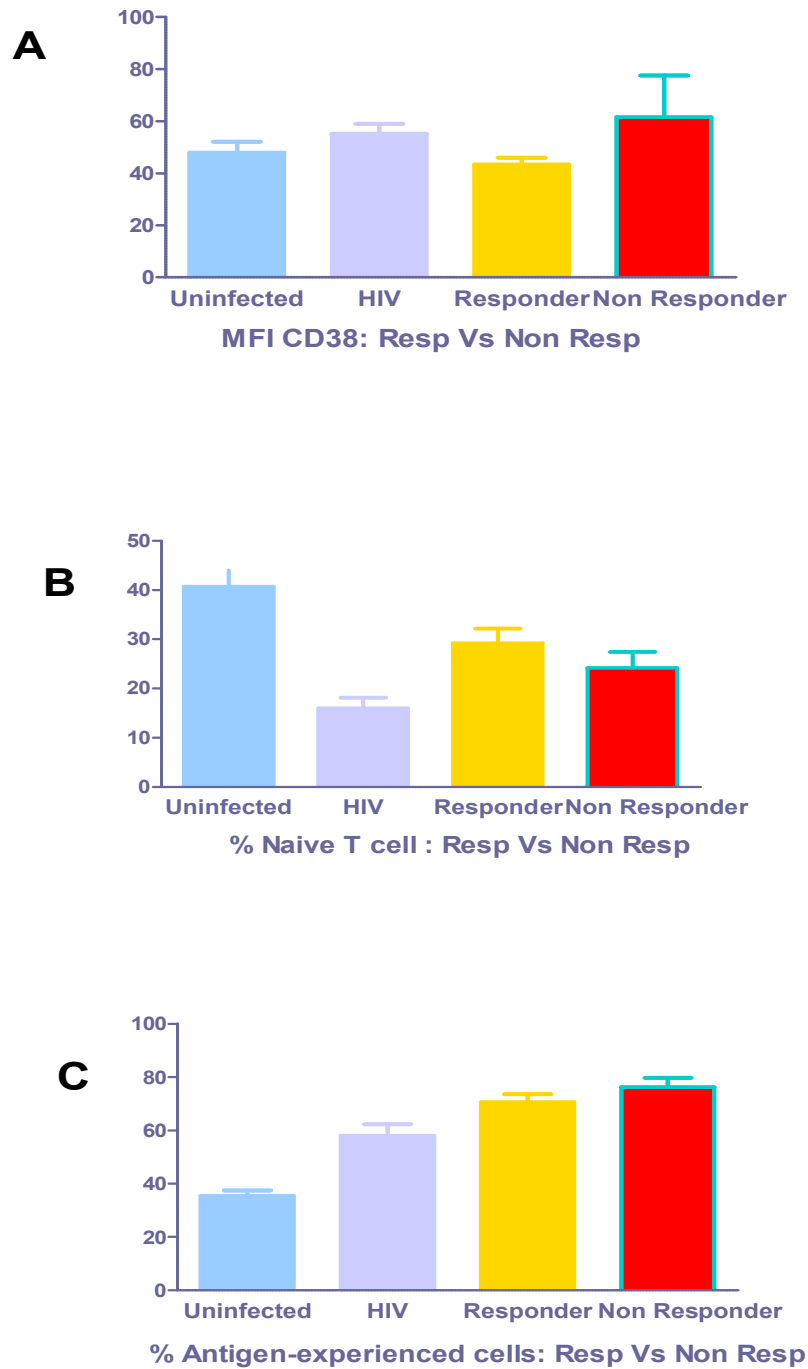 A
100
80
60
40
20
0
Uninfected HIV Responder Non Responder
MFI CD38: Resp Vs Non Resp
B
50
40
30
20
10
0
Uninfected HIV Responder Non Responder
% Naive T cell : Resp Vs Non Resp
C
100
80
60
40
20
0
Uninfected HIV Responder Non Responder
% Antigen-experienced cells: Resp Vs Non Resp